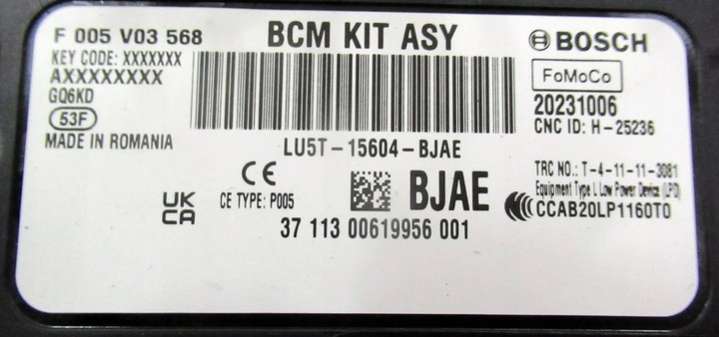 F 005 V03 568
BCM KIT ASY
BOSCH
KEY CODE: XXXXXXX
AXXXXXXXX
GQ6KD
53F
MADE IN ROMANIA
FoMoCo
20231006
CNC ID: H-25236
LU5T-15604-BJAE
CE
UK
CA
CE TYPE: P005
BJAE
TRC NO.: T-4-11-11-3081
Equipment Type L Low Power Device (LPD)
CCAB20LP1160T0
37 113 00619956 001